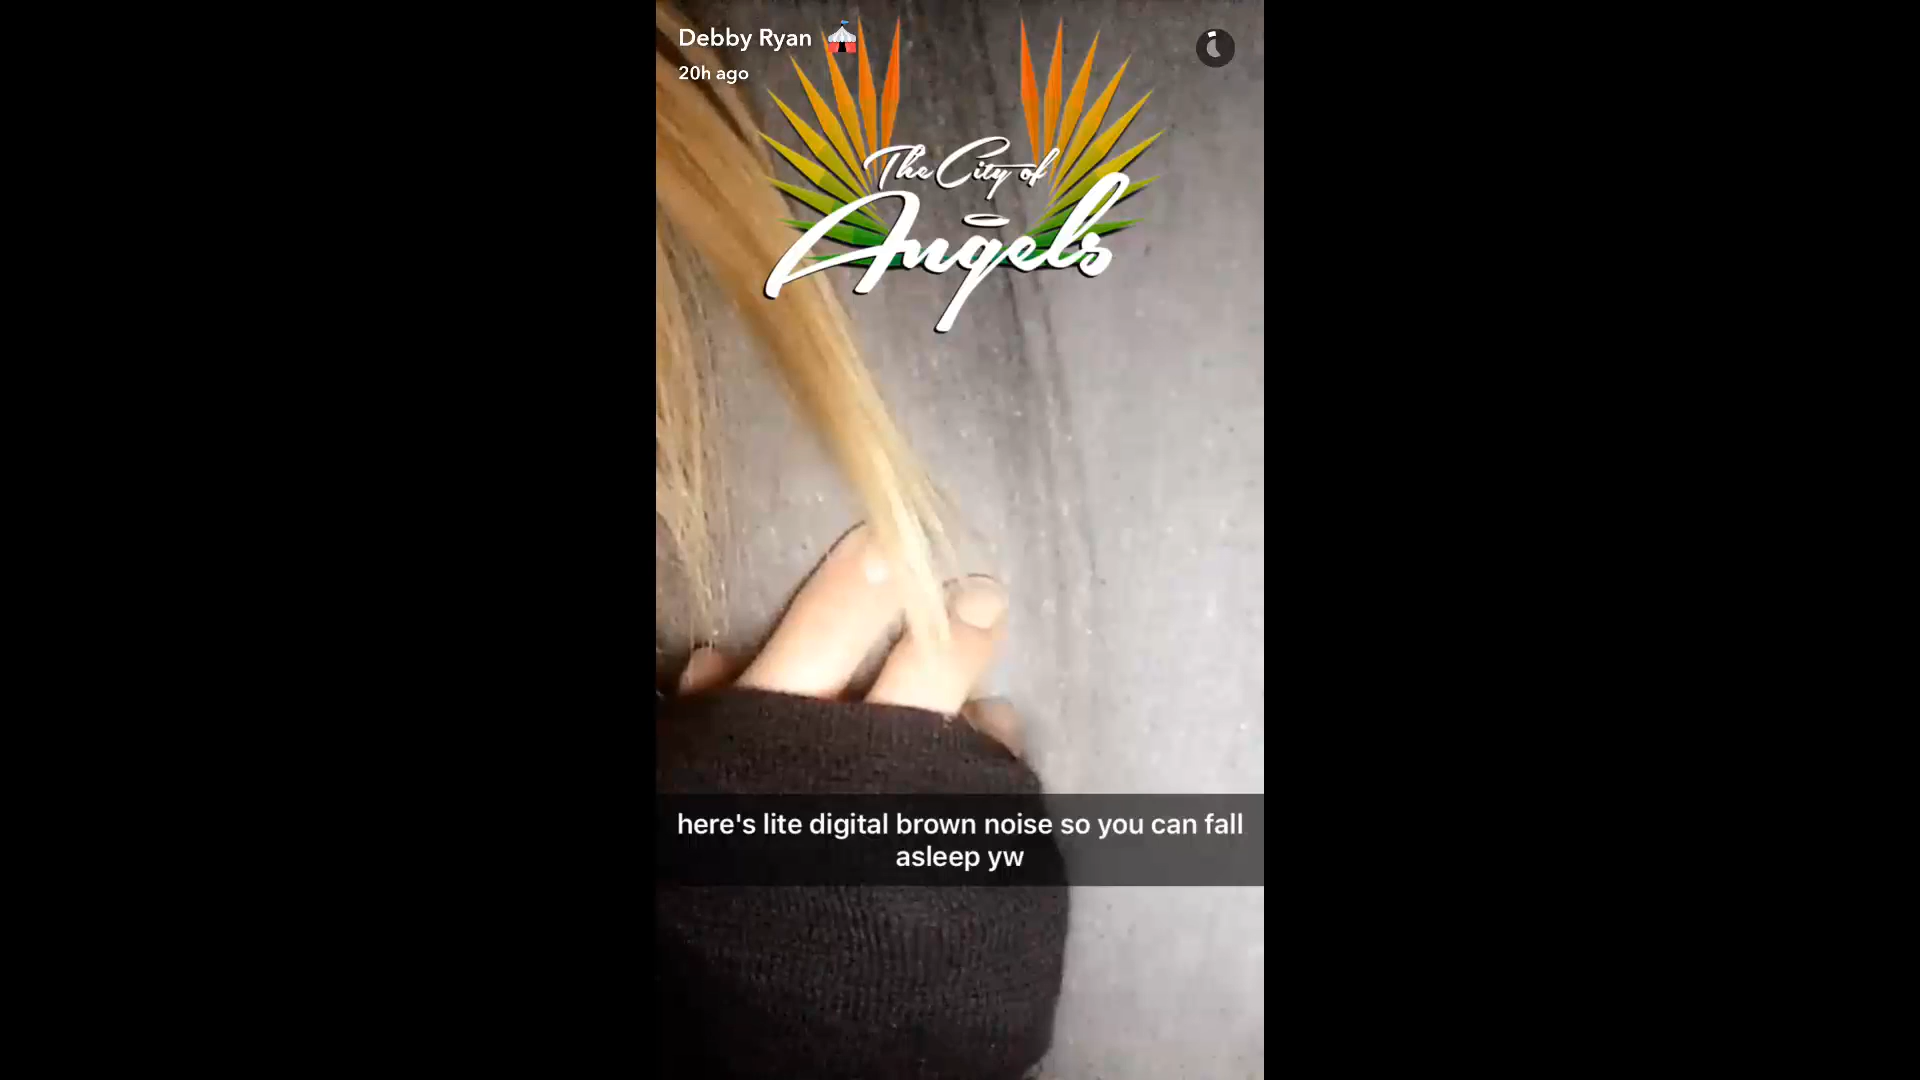 Debby Ryan
20h ago
The City of
Angels
here's lite digital brown noise so you can fall
asleep yw